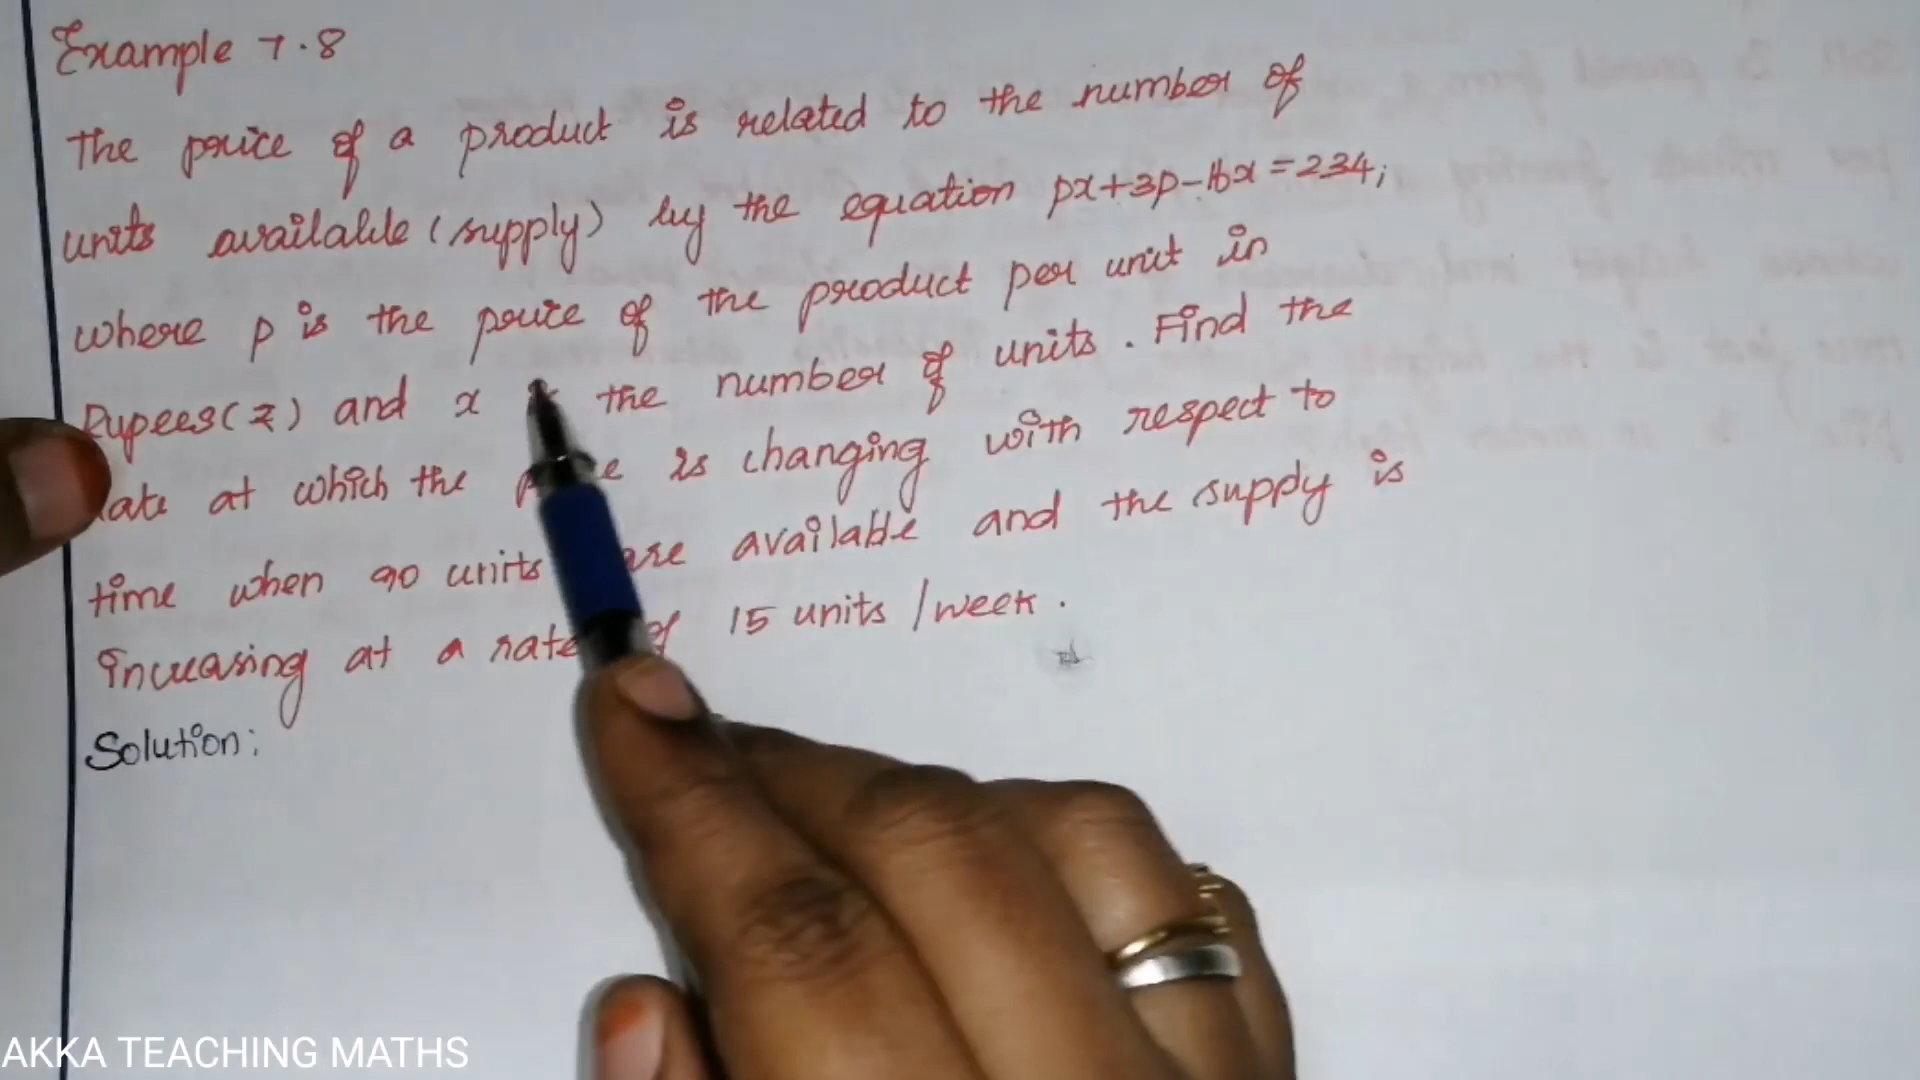 Example 7.8
The price of a product is related to the number of
units available (supply) by the equation px+3p-16x=234;
where p is the price of the product per unit in
Rupees(₹) and x the number of units. Find the
rate at which the is changing with respect to
time when 90 units are available and the supply is
increasing at a rate of 15 units /week.
Solution:
AKKA TEACHING MATHS